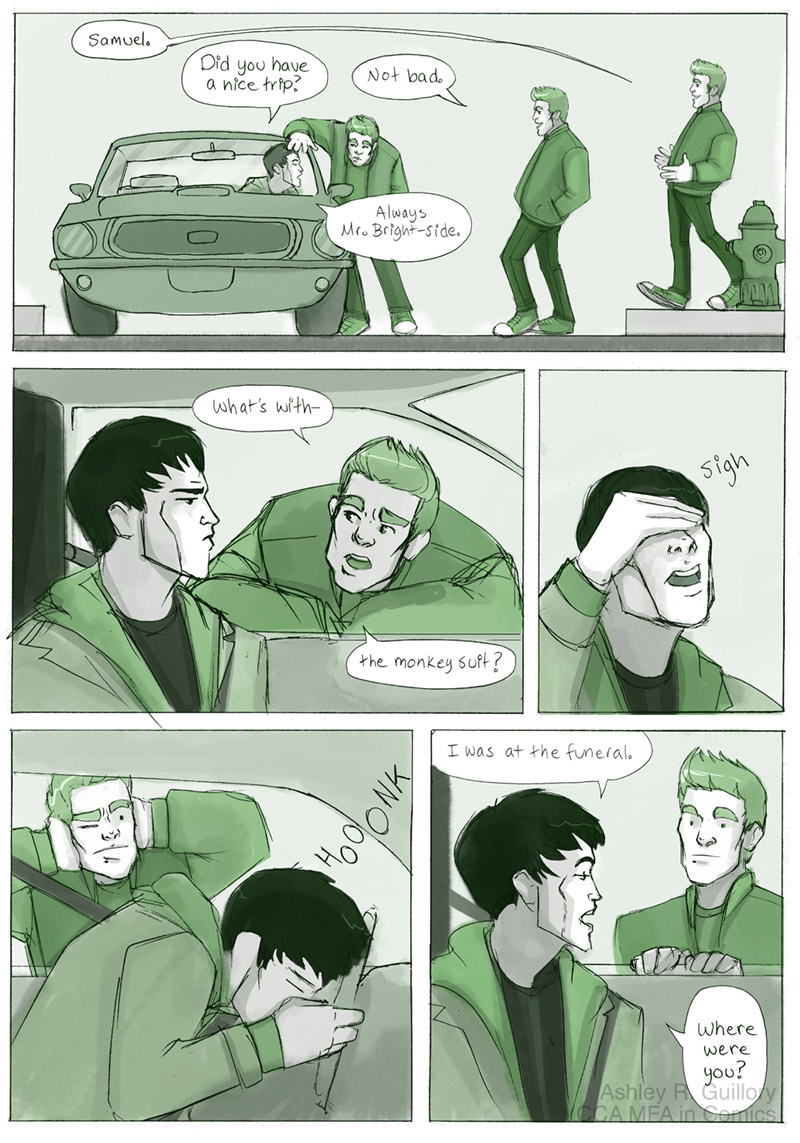 Samuel.
Did you have
a nice trip?
Not bad.
Always
Mr. Bright-side.
What's with-
the monkey suit?
sigh
HOOONK
I was at the funeral.
Where
were
you?
Ashley R. Guillory
CCA MFA in Comics